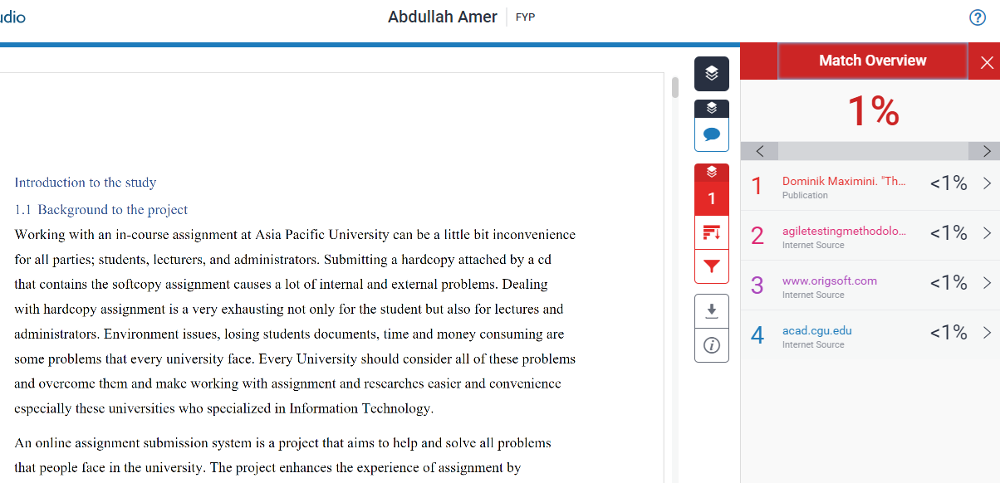 udio
Abdullah Amer FYP
Match Overview
1%
Introduction to the study
1.1 Background to the project
Working with an in-course assignment at Asia Pacific University can be a little bit inconvenience
for all parties; students, lecturers, and administrators. Submitting a hardcopy attached by a cd
that contains the softcopy assignment causes a lot of internal and external problems. Dealing
with hardcopy assignment is a very exhausting not only for the student but also for lectures and
administrators. Environment issues, losing students documents, time and money consuming are
some problems that every university face. Every University should consider all of these problems
and overcome them and make working with assignment and researches easier and convenience
especially these universities who specialized in Information Technology.
An online assignment submission system is a project that aims to help and solve all problems
that people face in the university. The project enhances the experience of assignment by
1
1 Dominik Maximini. "Th... <1%
Publication
2 agiletestingmethodolo... <1%
Internet Source
3 www.origsoft.com <1%
Internet Source
4 acad.cgu.edu <1%
Internet Source